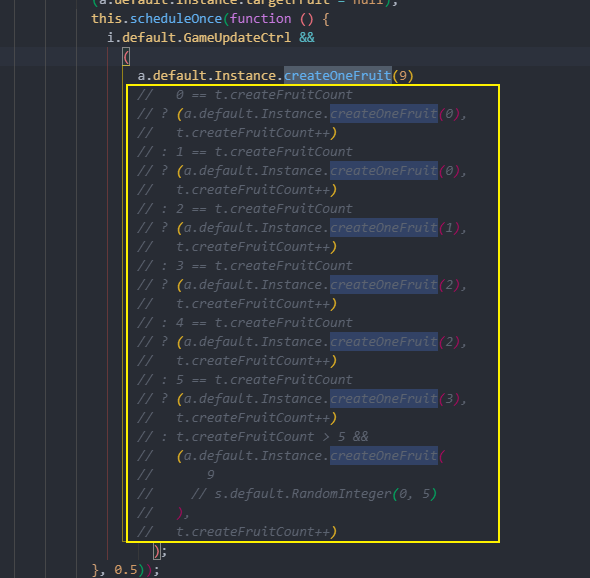 (a.default.Instance.targetFruit = null),
this.scheduleOnce(function () {
i.default.GameUpdateCtrl &&
(
a.default.Instance.createOneFruit(9)
//   0 == t.createFruitCount
// ? (a.default.Instance.createOneFruit(0),
//   t.createFruitCount++)
// : 1 == t.createFruitCount
// ? (a.default.Instance.createOneFruit(0),
//   t.createFruitCount++)
// : 2 == t.createFruitCount
// ? (a.default.Instance.createOneFruit(1),
//   t.createFruitCount++)
// : 3 == t.createFruitCount
// ? (a.default.Instance.createOneFruit(2),
//   t.createFruitCount++)
// : 4 == t.createFruitCount
// ? (a.default.Instance.createOneFruit(2),
//   t.createFruitCount++)
// : 5 == t.createFruitCount
// ? (a.default.Instance.createOneFruit(3),
//   t.createFruitCount++)
// : t.createFruitCount > 5 &&
//   (a.default.Instance.createOneFruit(
//       9
//     // s.default.RandomInteger(0, 5)
//   ),
//   t.createFruitCount++)
);
}, 0.5));